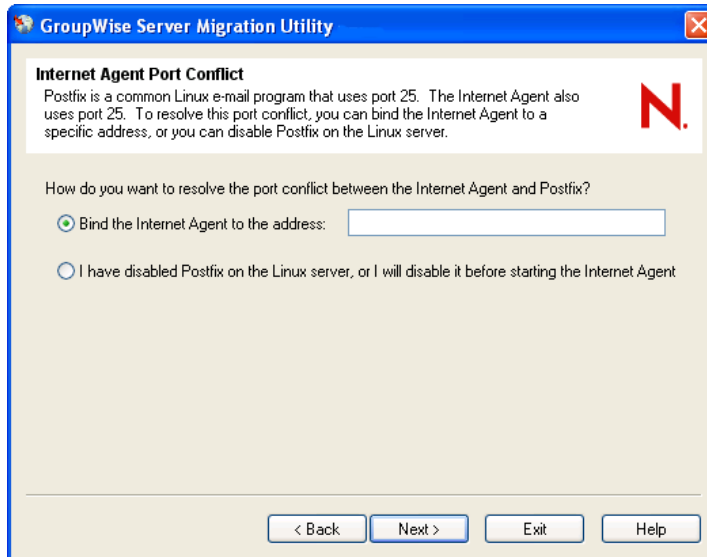 GroupWise Server Migration Utility
Internet Agent Port Conflict
Postfix is a common Linux e-mail program that uses port 25. The Internet Agent also
uses port 25. To resolve this port conflict, you can bind the Internet Agent to a
specific address, or you can disable Postfix on the Linux server.
N.
How do you want to resolve the port conflict between the Internet Agent and Postfix?
Bind the Internet Agent to the address:
I have disabled Postfix on the Linux server, or I will disable it before starting the Internet Agent
< Back Next > Exit Help